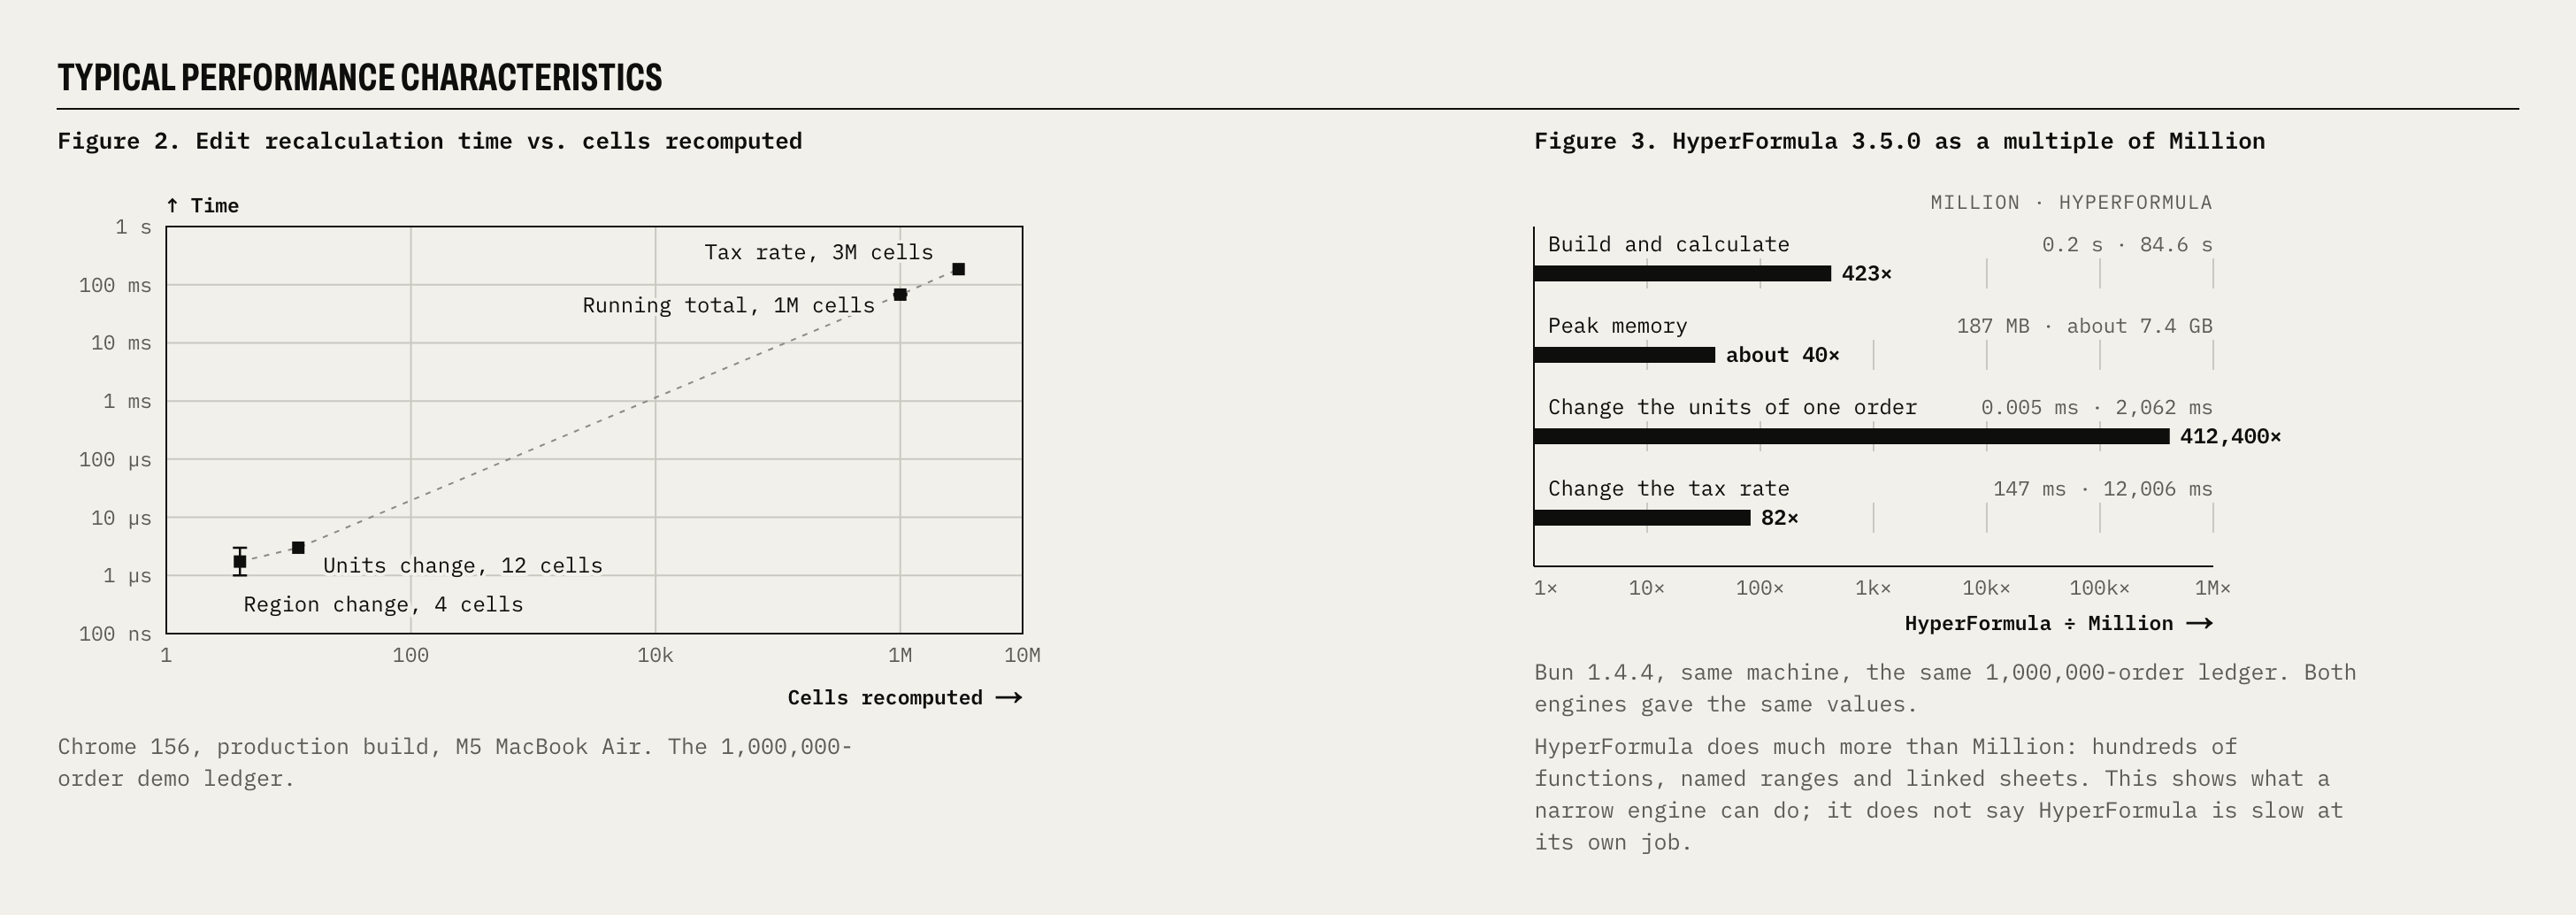 TYPICAL PERFORMANCE CHARACTERISTICS
Figure 2. Edit recalculation time vs. cells recomputed
↑ Time
1 s
100 ms
10 ms
1 ms
100 µs
10 µs
1 µs
100 ns
Tax rate, 3M cells
Running total, 1M cells
Units change, 12 cells
Region change, 4 cells
1 100 10k 1M 10M
Cells recomputed →
Chrome 156, production build, M5 MacBook Air. The 1,000,000-
order demo ledger.
Figure 3. HyperFormula 3.5.0 as a multiple of Million
MILLION · HYPERFORMULA
Build and calculate 0.2 s · 84.6 s
423×
Peak memory 187 MB · about 7.4 GB
about 40×
Change the units of one order 0.005 ms · 2,062 ms
412,400×
Change the tax rate 147 ms · 12,006 ms
82×
1× 10× 100× 1k× 10k× 100k× 1M×
HyperFormula ÷ Million →
Bun 1.4.4, same machine, the same 1,000,000-order ledger. Both
engines gave the same values.
HyperFormula does much more than Million: hundreds of
functions, named ranges and linked sheets. This shows what a
narrow engine can do; it does not say HyperFormula is slow at
its own job.